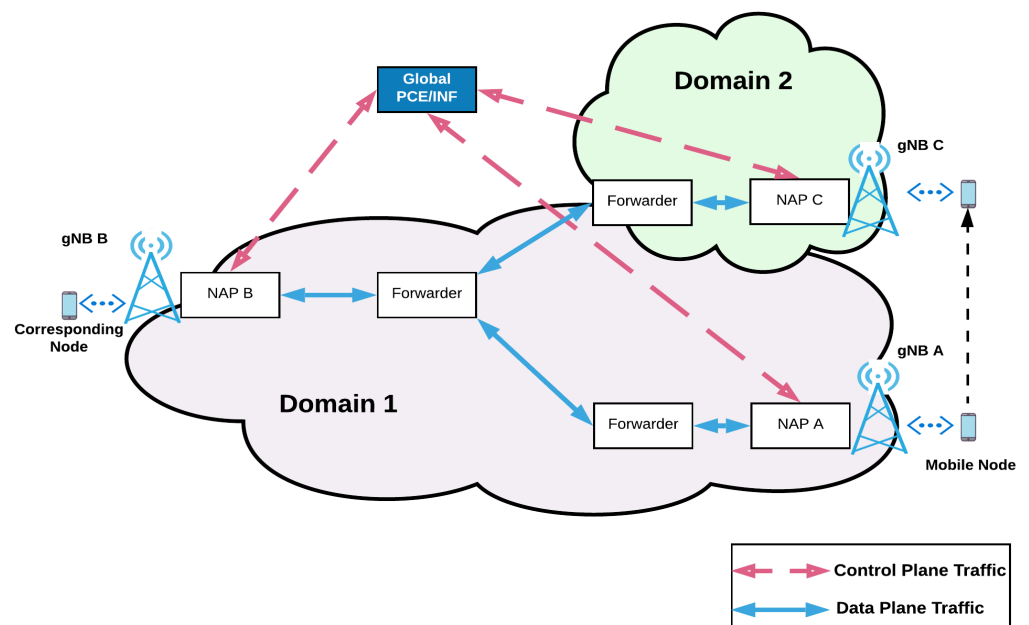 Global
PCE/INF
Domain 2
gNB C
Forwarder
NAP C
gNB B
NAP B
Forwarder
Corresponding
Node
gNB A
Domain 1
Forwarder
NAP A
Mobile Node
Control Plane Traffic
Data Plane Traffic